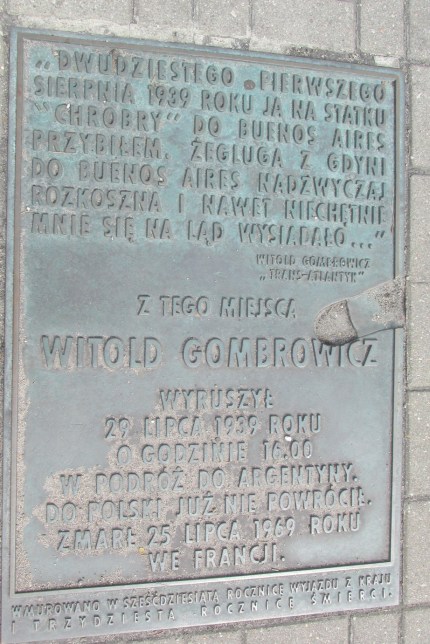 „DWUDZIESTEGO PIERWSZEGO
SIERPNIA 1939 ROKU JA NA STATKU
"CHROBRY" DO BUENOS AIRES
PRZYBIŁEM. ŻEGLUGA Z GDYNI
DO BUENOS AIRES NADZWYCZAJ
ROZKOSZNA I NAWET NIECHĘTNIE
MNIE SIĘ NA LĄD WYSIADAŁO..."
WITOLD GOMBROWICZ
„TRANS-ATLANTYK"
Z TEGO MIEJSCA
WITOLD GOMBROWICZ
WYRUSZYŁ
29 LIPCA 1939 ROKU
O GODZINIE 16.00
W PODRÓŻ DO ARGENTYNY.
DO POLSKI JUŻ NIE POWRÓCIŁ.
ZMARŁ 25 LIPCA 1969 ROKU
WE FRANCJI.
WMUROWANO W SZEŚĆDZIESIĄTĄ ROCZNICĘ WYJAZDU Z KRAJU
I TRZYDZIESTĄ ROCZNICĘ ŚMIERCI.